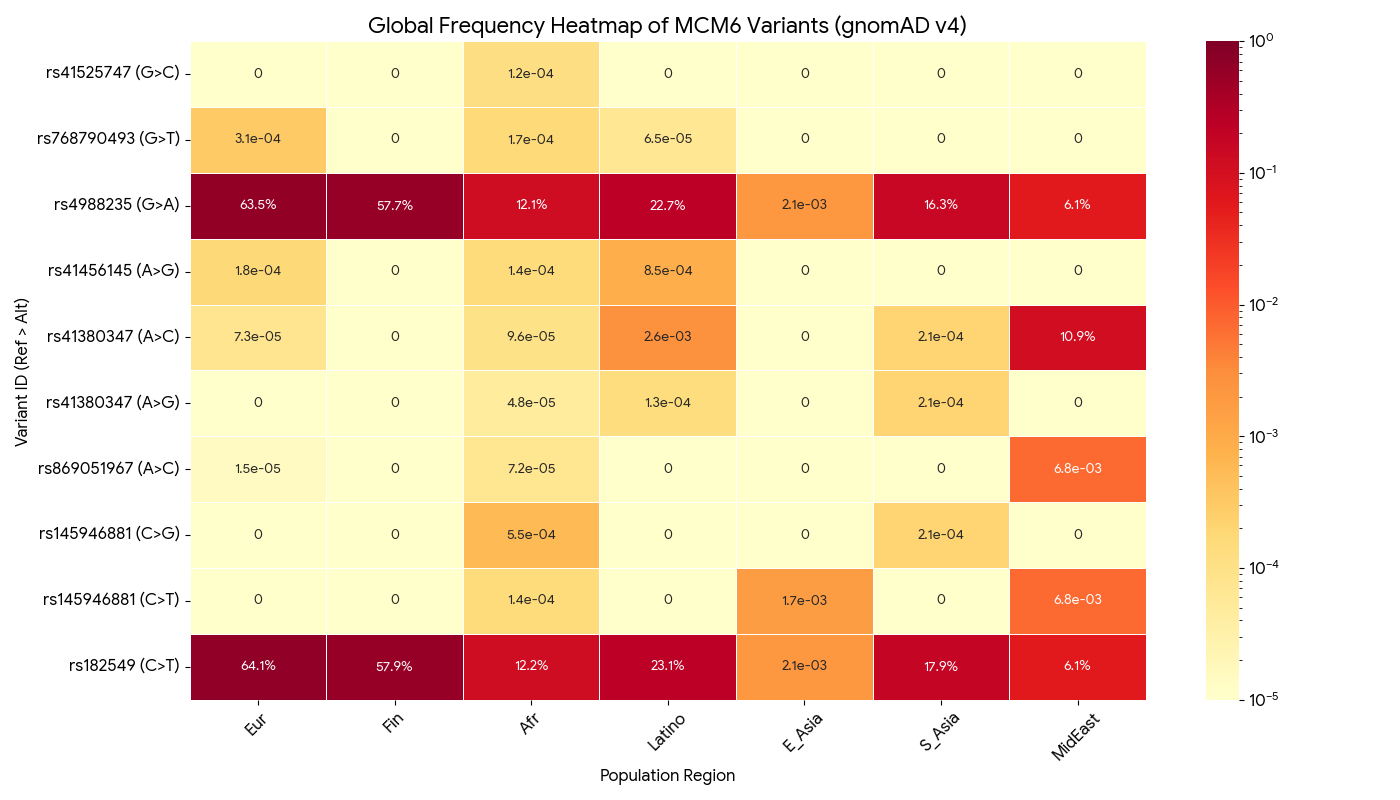 Global Frequency Heatmap of MCM6 Variants (gnomAD v4)
Variant ID (Ref > Alt)
rs41525747 (G>C) 0 0 1.2e-04 0 0 0 0
rs768790493 (G>T) 3.1e-04 0 1.7e-04 6.5e-05 0 0 0
rs4988235 (G>A) 63.5% 57.7% 12.1% 22.7% 2.1e-03 16.3% 6.1%
rs41456145 (A>G) 1.8e-04 0 1.4e-04 8.5e-04 0 0 0
rs41380347 (A>C) 7.3e-05 0 9.6e-05 2.6e-03 0 2.1e-04 10.9%
rs41380347 (A>G) 0 0 4.8e-05 1.3e-04 0 2.1e-04 0
rs869051967 (A>C) 1.5e-05 0 7.2e-05 0 0 0 6.8e-03
rs145946881 (C>G) 0 0 5.5e-04 0 0 2.1e-04 0
rs145946881 (C>T) 0 0 1.4e-04 0 1.7e-03 0 6.8e-03
rs182549 (C>T) 64.1% 57.9% 12.2% 23.1% 2.1e-03 17.9% 6.1%
Eur Fin Afr Latino E_Asia S_Asia MidEast
Population Region
10⁰
10⁻¹
10⁻²
10⁻³
10⁻⁴
10⁻⁵